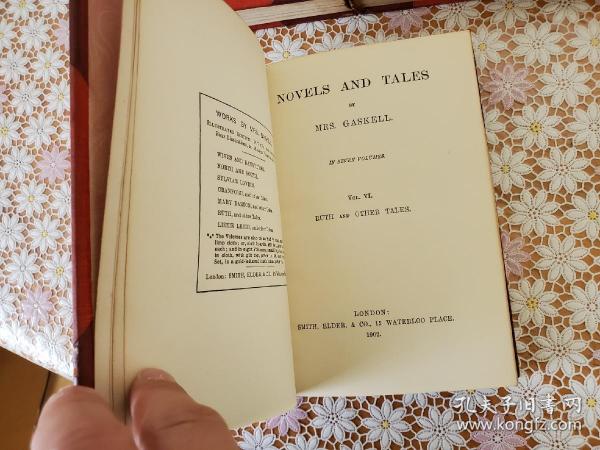 WORKS BY MRS. GASKELL
WIVES AND DAUGHTERS.
NORTH AND SOUTH.
SYLVIA'S LOVERS.
CRANFORD, and other Tales.
MARY BARTON, and other Tales.
RUTH, and other Tales.
LIZZIE LEIGH, and other Tales.
London: SMITH, ELDER & CO.
NOVELS AND TALES
BY
MRS. GASKELL.
IN SEVEN VOLUMES
VOL. VI.
RUTH AND OTHER TALES.
LONDON:
SMITH, ELDER, & CO., 15 WATERLOO PLACE.
1902.
孔夫子旧书网
www.kongfz.com